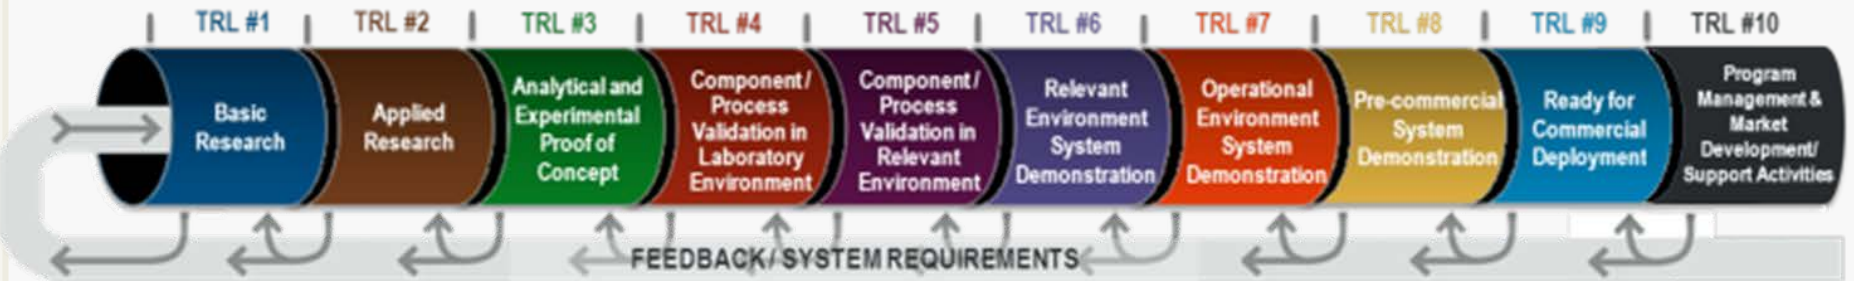 TRL #1 | TRL #2 | TRL #3 | TRL #4 | TRL #5 | TRL #6 | TRL #7 | TRL #8 | TRL #9 | TRL #10
Basic
Research
Applied
Research
Analytical and
Experimental
Proof of
Concept
Component /
Process
Validation in
Laboratory
Environment
Component /
Process
Validation in
Relevant
Environment
Relevant
Environment
System
Demonstration
Operational
Environment
System
Demonstration
Pre-commercial
System
Demonstration
Ready for
Commercial
Deployment
Program
Management &
Market
Development/
Support Activities
FEEDBACK / SYSTEM REQUIREMENTS